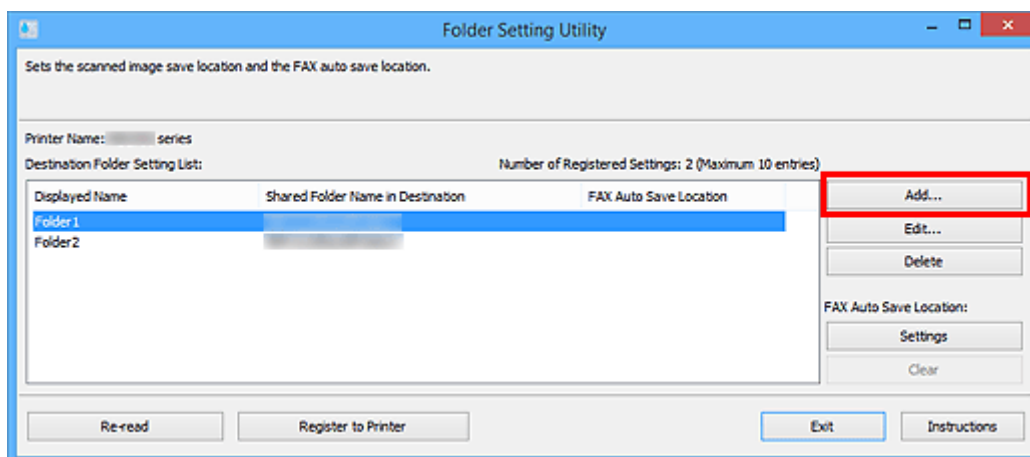 Folder Setting Utility
Sets the scanned image save location and the FAX auto save location.
Printer Name: series
Destination Folder Setting List: Number of Registered Settings: 2 (Maximum 10 entries)
Displayed Name Shared Folder Name in Destination FAX Auto Save Location
Add...
Folder1
Edit...
Folder2
Delete
FAX Auto Save Location:
Settings
Clear
Re-read Register to Printer Exit Instructions